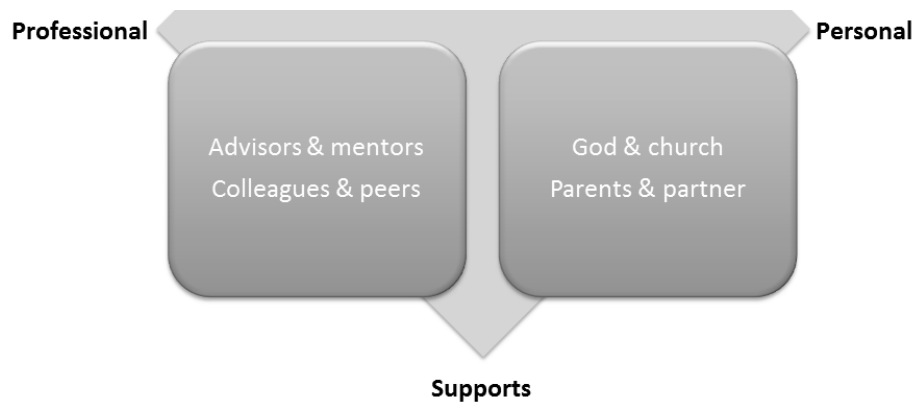 Professional
Personal
Advisors & mentors
Colleagues & peers
God & church
Parents & partner
Supports